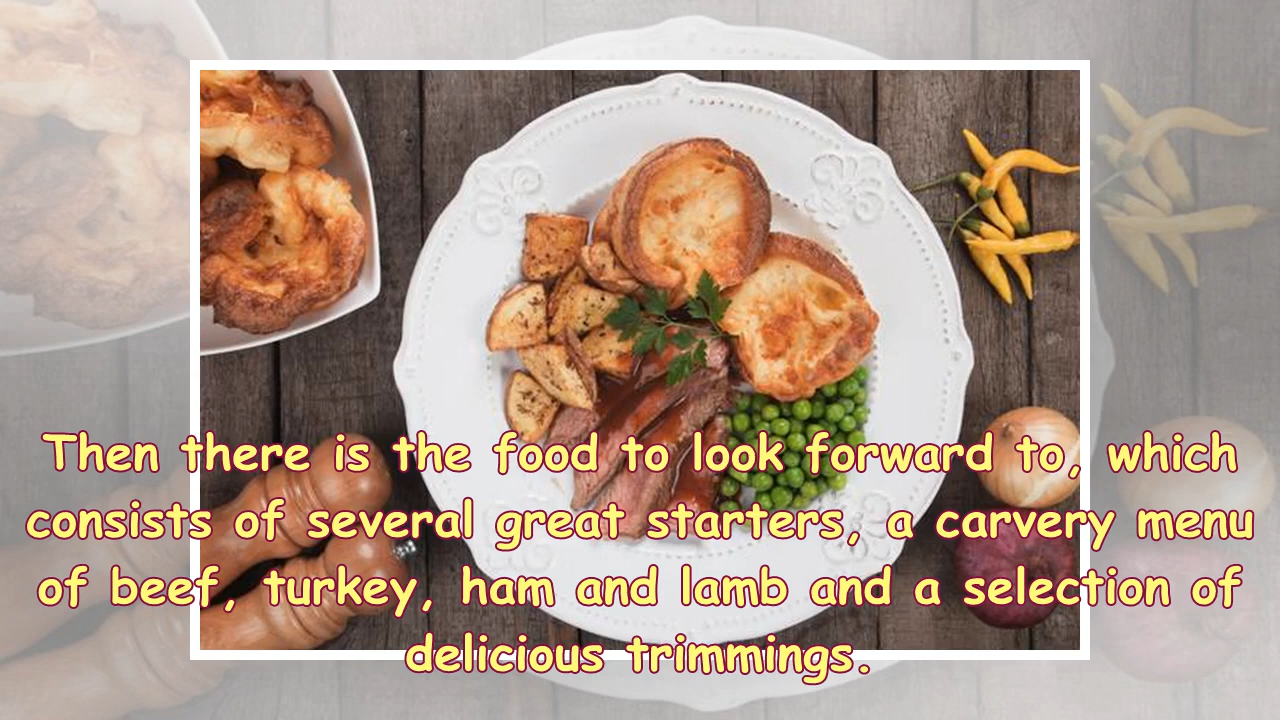 Then there is the food to look forward to, which
consists of several great starters, a carvery menu
of beef, turkey, ham and lamb and a selection of
delicious trimmings.